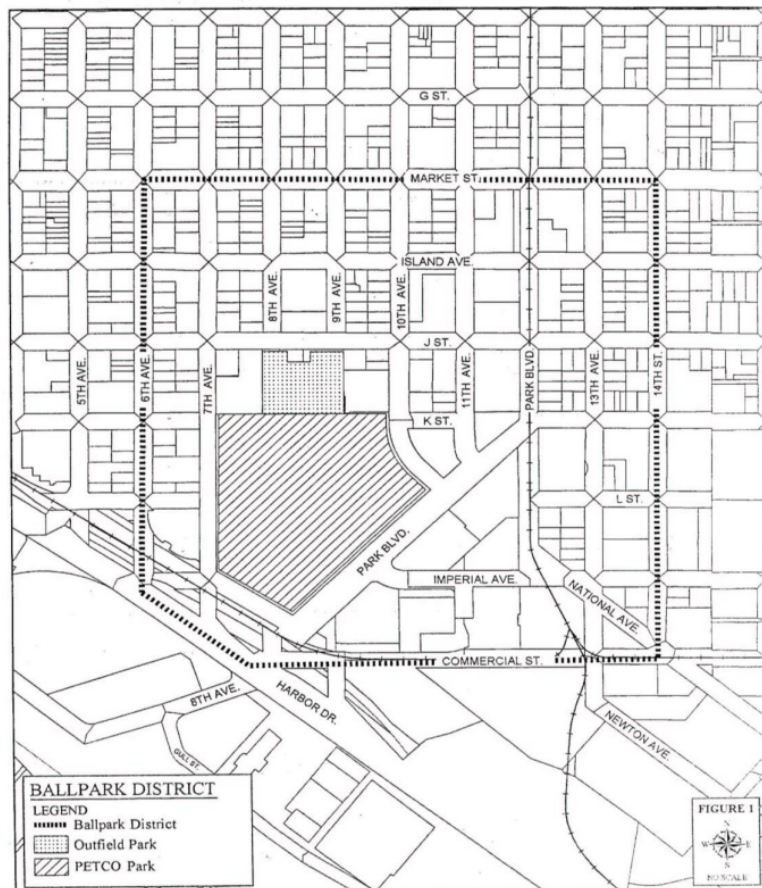 G ST.
MARKET ST.
ISLAND AVE.
8TH AVE.
9TH AVE.
10TH AVE.
J ST.
5TH AVE.
6TH AVE.
7TH AVE.
11TH AVE.
PARK BLVD.
13TH AVE.
14TH ST.
K ST.
L ST.
PARK BLVD.
IMPERIAL AVE.
NATIONAL AVE.
COMMERCIAL ST.
8TH AVE.
HARBOR DR.
NEWTON AVE.
GULL ST.
BALLPARK DISTRICT
LEGEND
Ballpark District
Outfield Park
PETCO Park
FIGURE 1
N
W E
S
NO SCALE